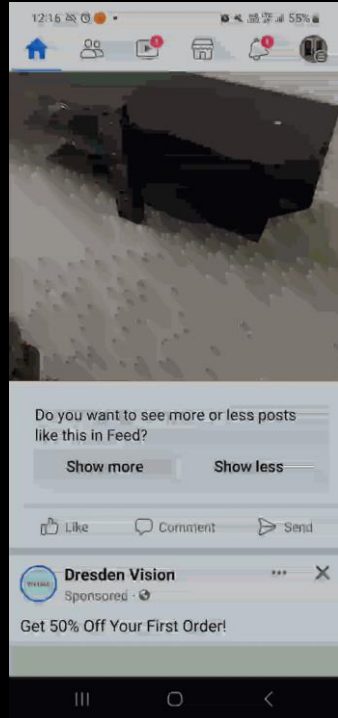 12:16
55%
Do you want to see more or less posts
like this in Feed?
Show more Show less
Like Comment Send
Dresden Vision
Sponsored ·
Get 50% Off Your First Order!